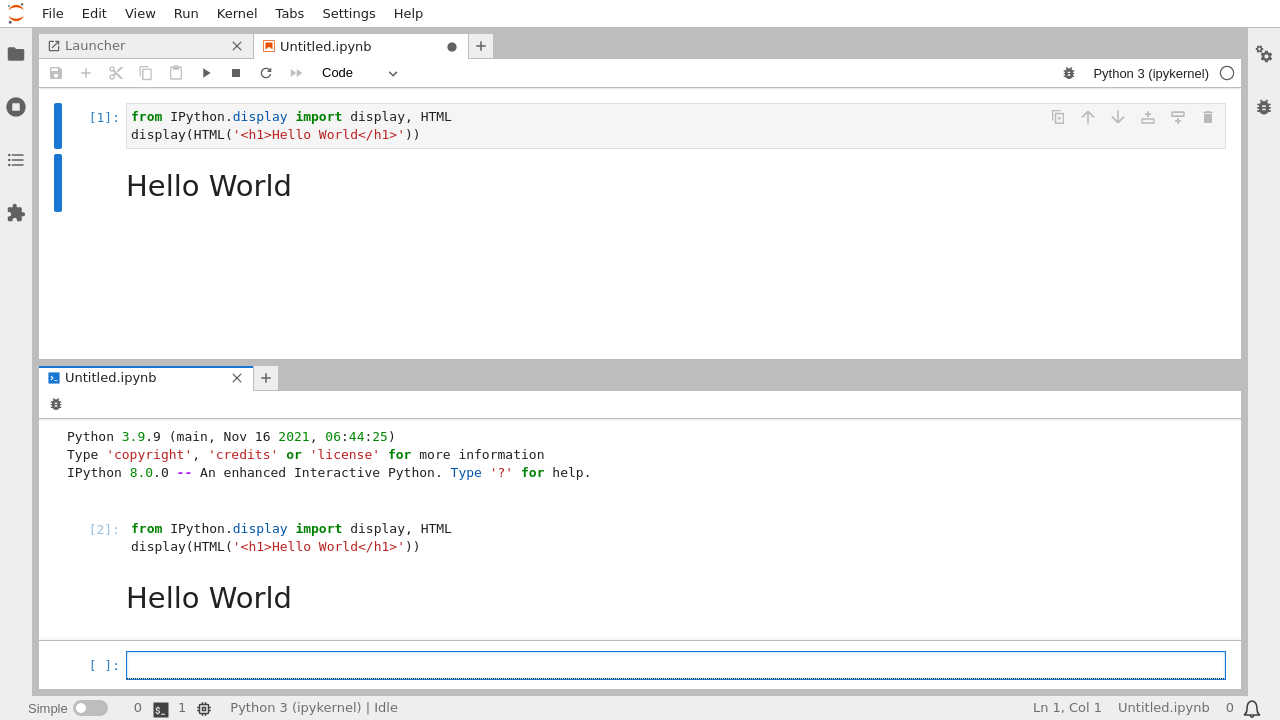 File Edit View Run Kernel Tabs Settings Help
Launcher
Untitled.ipynb
Code
Python 3 (ipykernel)
[1]:
from IPython.display import display, HTML
display(HTML('<h1>Hello World</h1>'))
Hello World
Untitled.ipynb
Python 3.9.9 (main, Nov 16 2021, 06:44:25)
Type 'copyright', 'credits' or 'license' for more information
IPython 8.0.0 -- An enhanced Interactive Python. Type '?' for help.
[2]:
from IPython.display import display, HTML
display(HTML('<h1>Hello World</h1>'))
Hello World
[ ]:
Simple 0 $_ 1 Python 3 (ipykernel) | Idle Ln 1, Col 1 Untitled.ipynb 0